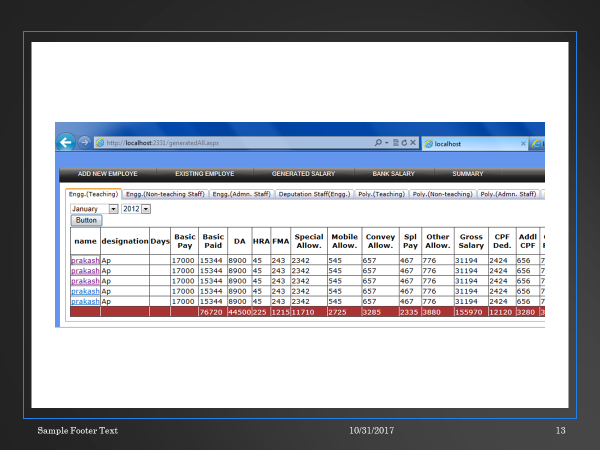 http://localhost:2331/generatedAll.aspx localhost
ADD NEW EMPLOYE EXISTING EMPLOYE GENERATED SALARY BANK SALARY SUMMARY
Engg.(Teaching) Engg.(Non-teaching Staff) Engg.(Admn. Staff) Deputation Staff(Engg.) Poly.(Teaching) Poly.(Non-teaching) Poly.(Admn. Staff)
January 2012
Button
name designation Days Basic Pay Basic Paid DA HRA FMA Special Allow. Mobile Allow. Convey Allow. Spl Pay Other Allow. Gross Salary CPF Ded. Addl CPF
prakash Ap 17000 15344 8900 45 243 2342 545 657 467 776 31194 2424 656 7
prakash Ap 17000 15344 8900 45 243 2342 545 657 467 776 31194 2424 656 7
prakash Ap 17000 15344 8900 45 243 2342 545 657 467 776 31194 2424 656 7
prakash Ap 17000 15344 8900 45 243 2342 545 657 467 776 31194 2424 656 7
prakash Ap 17000 15344 8900 45 243 2342 545 657 467 776 31194 2424 656 7
76720 44500 225 1215 11710 2725 3285 2335 3880 155970 12120 3280 3
Sample Footer Text 10/31/2017 13